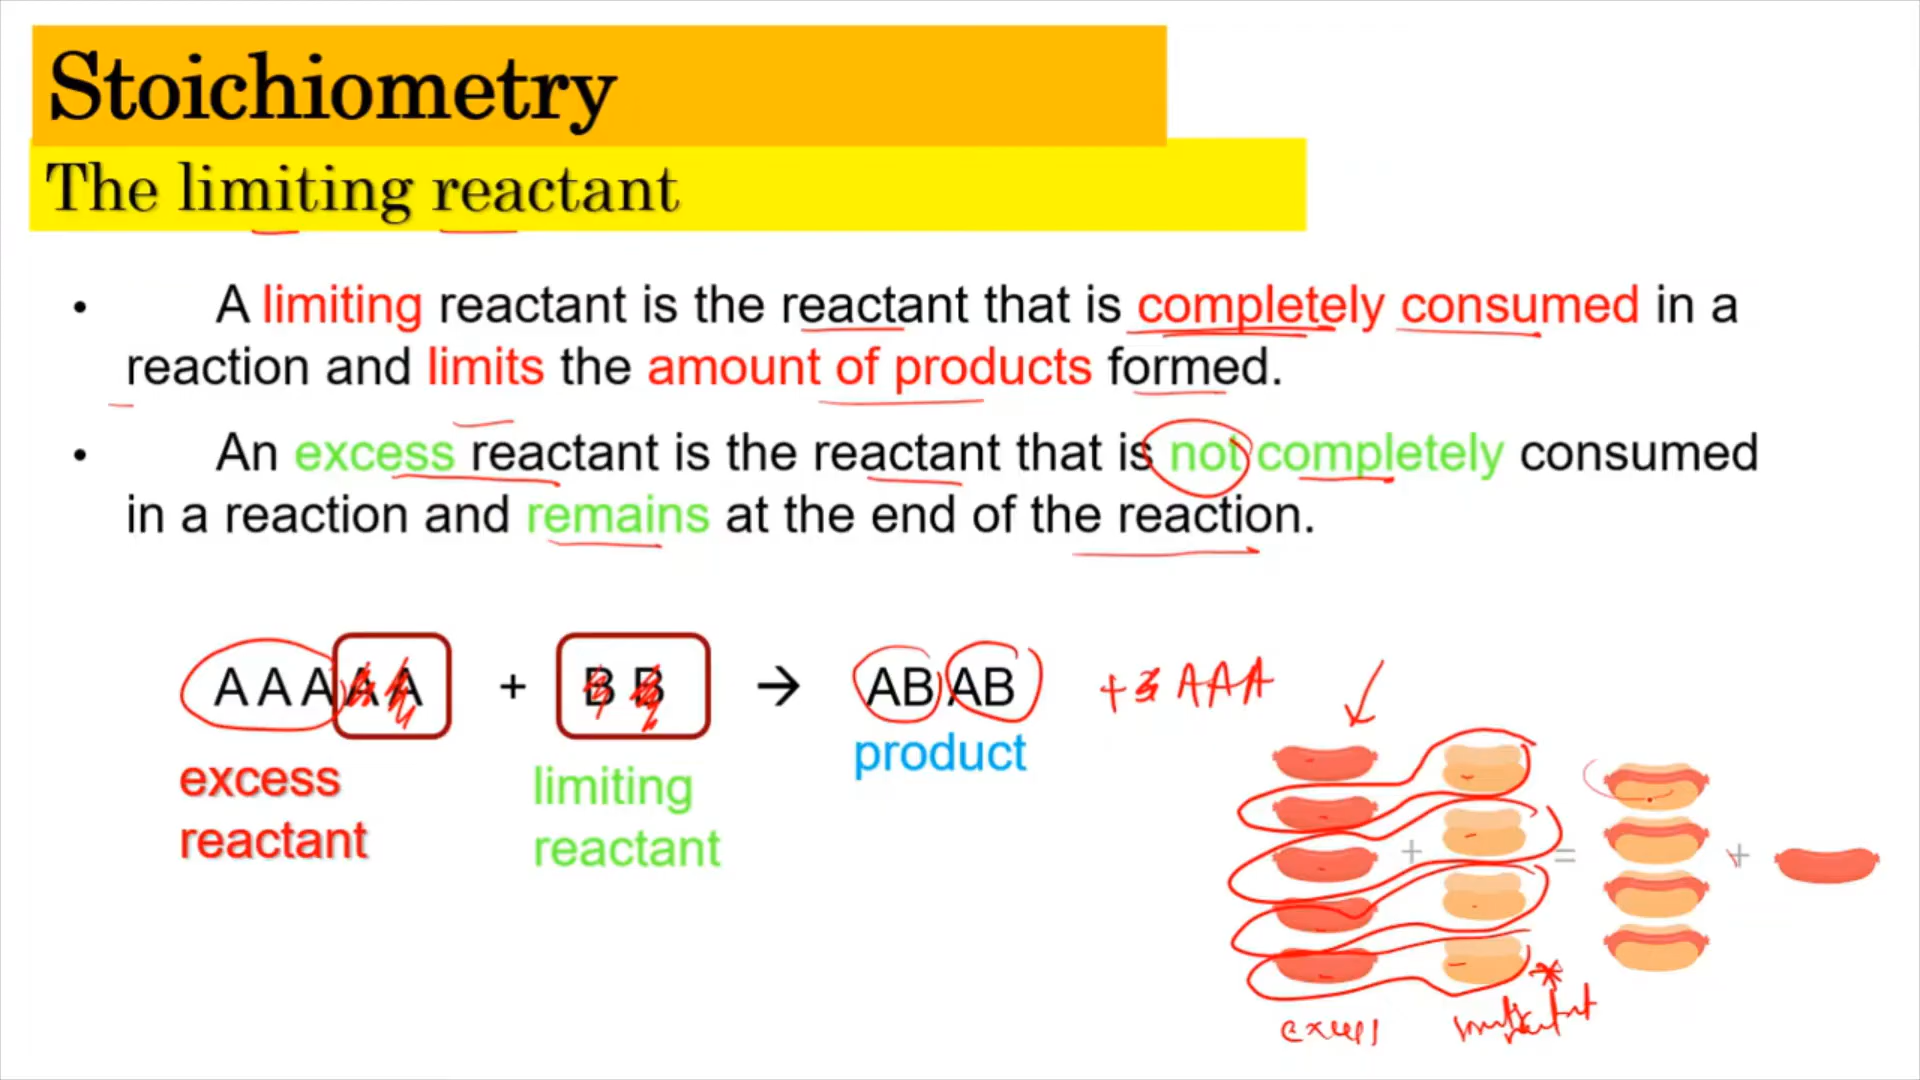 Stoichiometry
The limiting reactant
• A limiting reactant is the reactant that is completely consumed in a
reaction and limits the amount of products formed.
• An excess reactant is the reactant that is not completely consumed
in a reaction and remains at the end of the reaction.
A A A A A + B B → AB AB + 3 AAA
product
excess
reactant
limiting
reactant
+ = +
excess